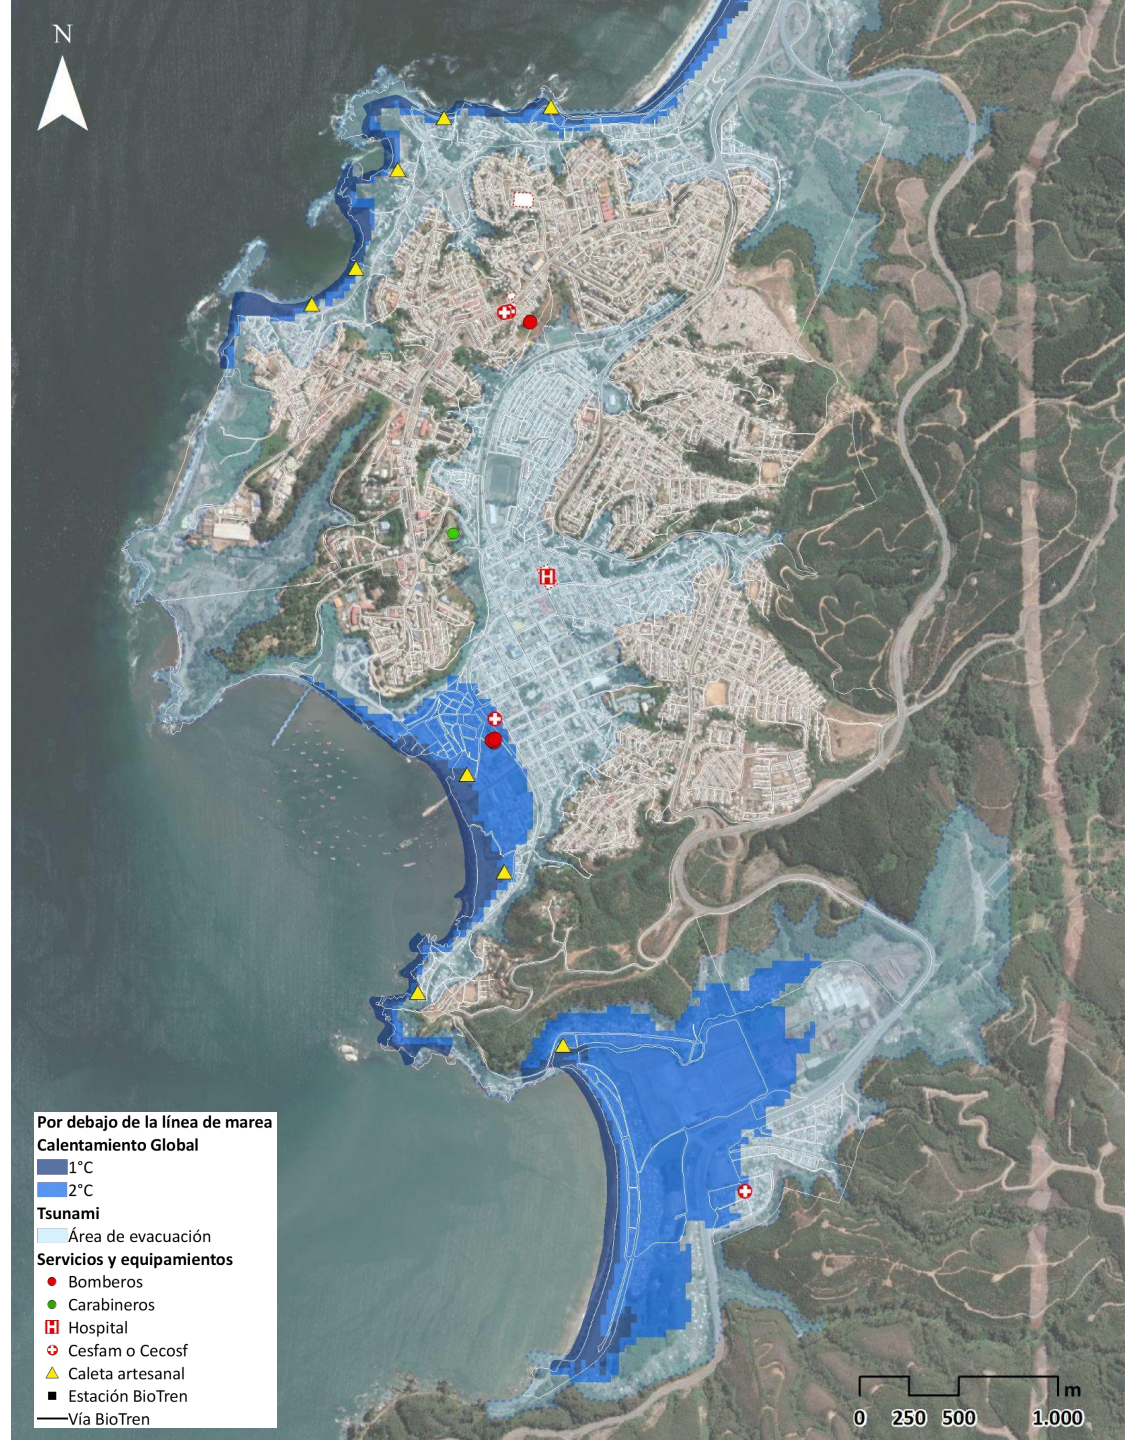 N
Por debajo de la línea de marea
Calentamiento Global
1°C
2°C
Tsunami
Área de evacuación
Servicios y equipamientos
Bomberos
Carabineros
H Hospital
Cesfam o Cecosf
Caleta artesanal
Estación BioTren
Vía BioTren
H
m
0 250 500 1.000